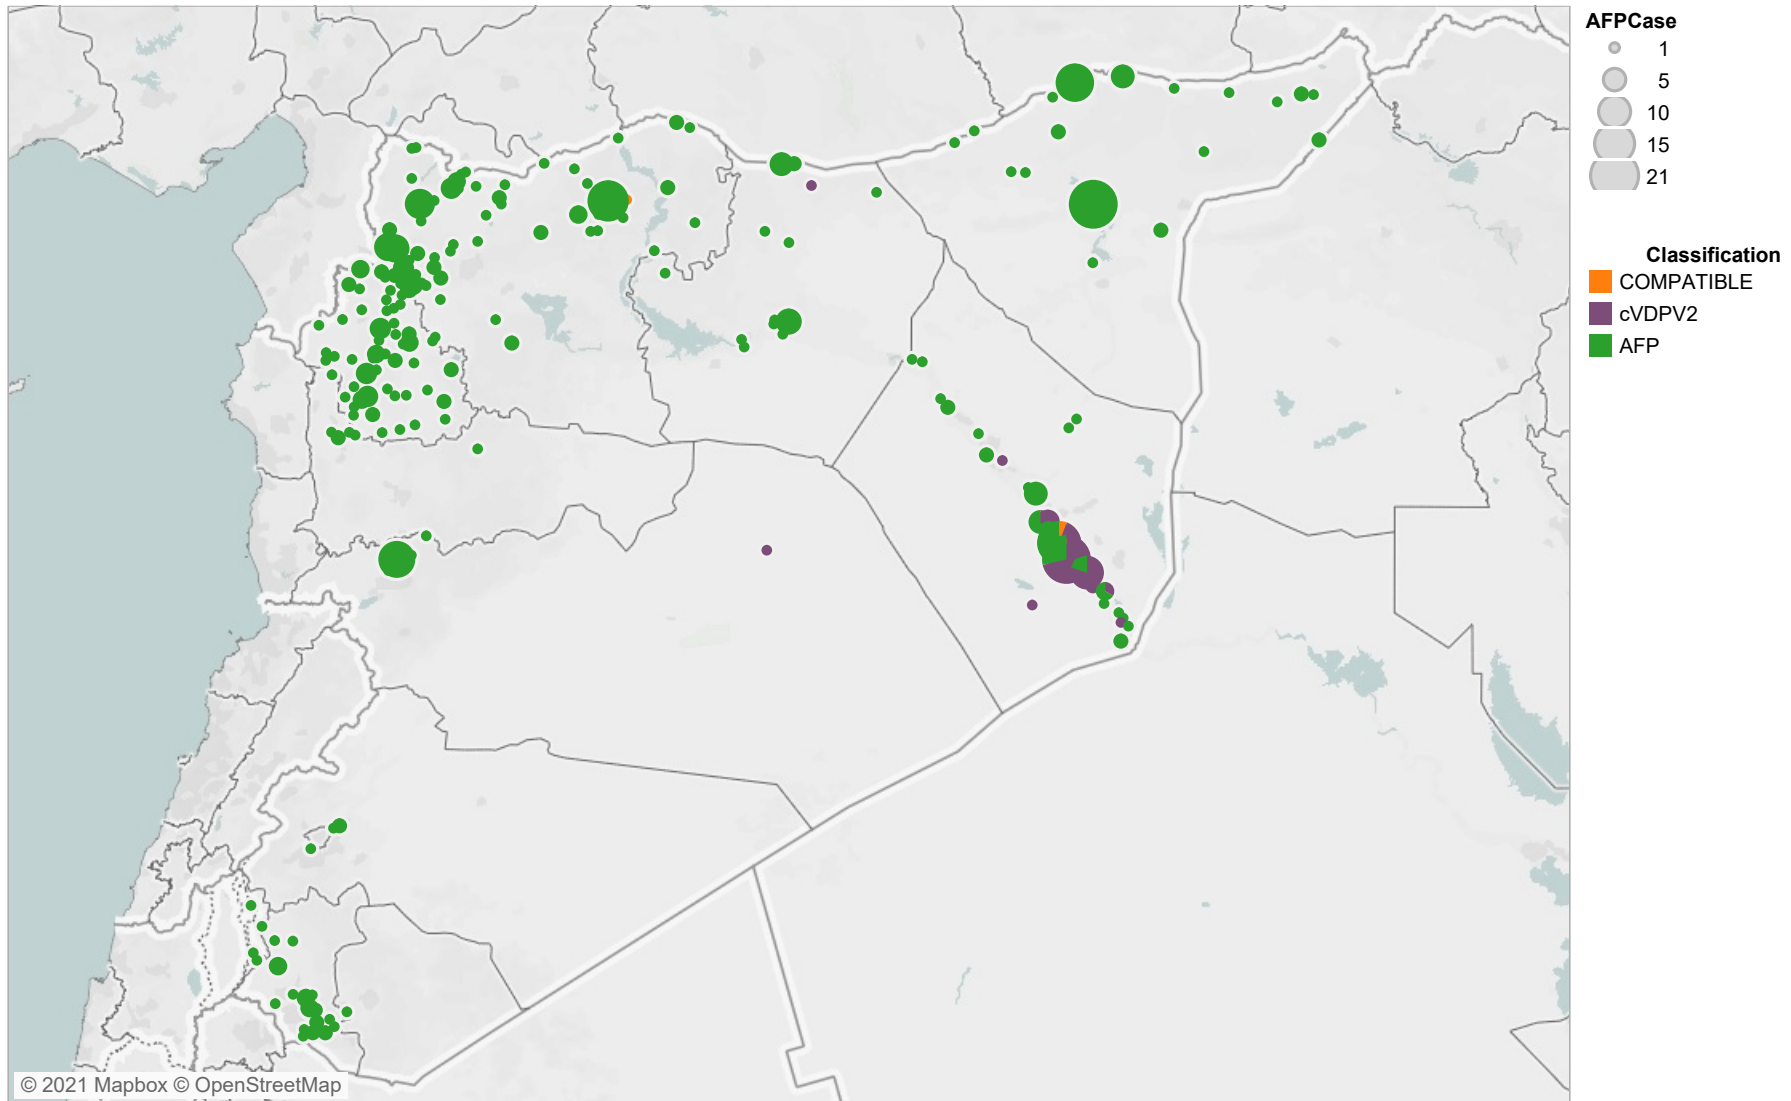 AFPCase
1
5
10
15
21
Classification
COMPATIBLE
cVDPV2
AFP
© 2021 Mapbox © OpenStreetMap